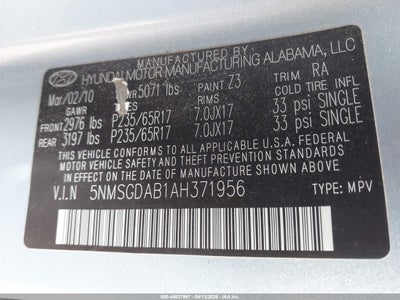 MANUFACTURED BY
HYUNDAI MOTOR MANUFACTURING ALABAMA, LLC
Mar/02/10 WR 5071 lbs PAINT Z3 TRIM RA
GAWR RES RIMS COLD TIRE INFL
FRONT 2976 lbs P235/65R17 7.0JX17 33 psi SINGLE
REAR 3197 lbs P235/65R17 7.0JX17 33 psi SINGLE
THIS VEHICLE CONFORMS TO ALL APPLICABLE U.S. FEDERAL
MOTOR VEHICLE SAFETY, BUMPER, AND THEFT PREVENTION STANDARDS
IN EFFECT ON THE DATE OF MANUFACTURE SHOWN ABOVE.
V.I.N 5NMSGDAB1AH371956 TYPE: MPV